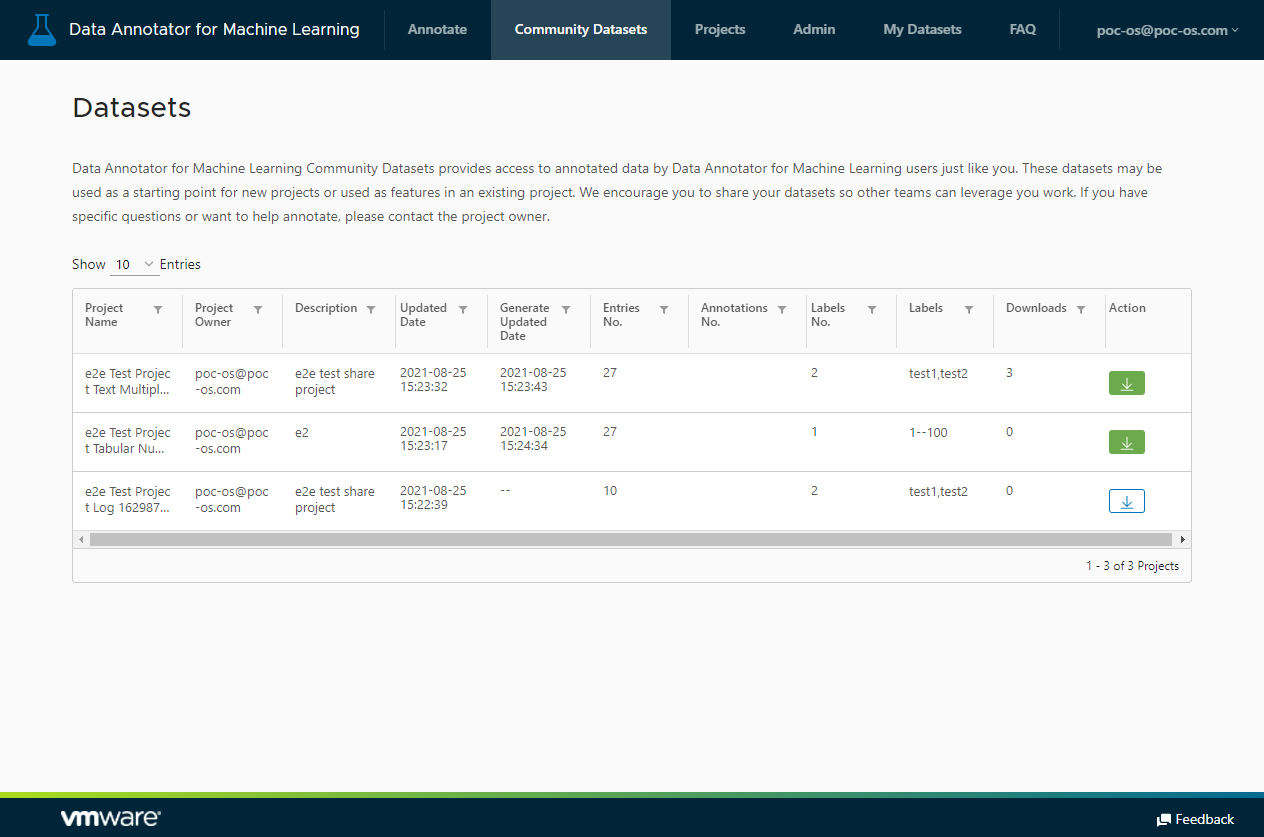 Data Annotator for Machine Learning Annotate Community Datasets Projects Admin My Datasets FAQ poc-os@poc-os.com
Datasets
Data Annotator for Machine Learning Community Datasets provides access to annotated data by Data Annotator for Machine Learning users just like you. These datasets may be
used as a starting point for new projects or used as features in an existing project. We encourage you to share your datasets so other teams can leverage you work. If you have
specific questions or want to help annotate, please contact the project owner.
Show 10 Entries
Project Name Project Owner Description Updated Date Generate Updated Date Entries No. Annotations No. Labels No. Labels Downloads Action
e2e Test Projec poc-os@poc e2e test share 2021-08-25 2021-08-25 27 2 test1,test2 3
t Text Multipl... -os.com project 15:23:32 15:23:43
e2e Test Projec poc-os@poc e2 2021-08-25 2021-08-25 27 1 1--100 0
t Tabular Nu... -os.com 15:23:17 15:24:34
e2e Test Projec poc-os@poc e2e test share 2021-08-25 -- 10 2 test1,test2 0
t Log 162987... -os.com project 15:22:39
1 - 3 of 3 Projects
vmware Feedback